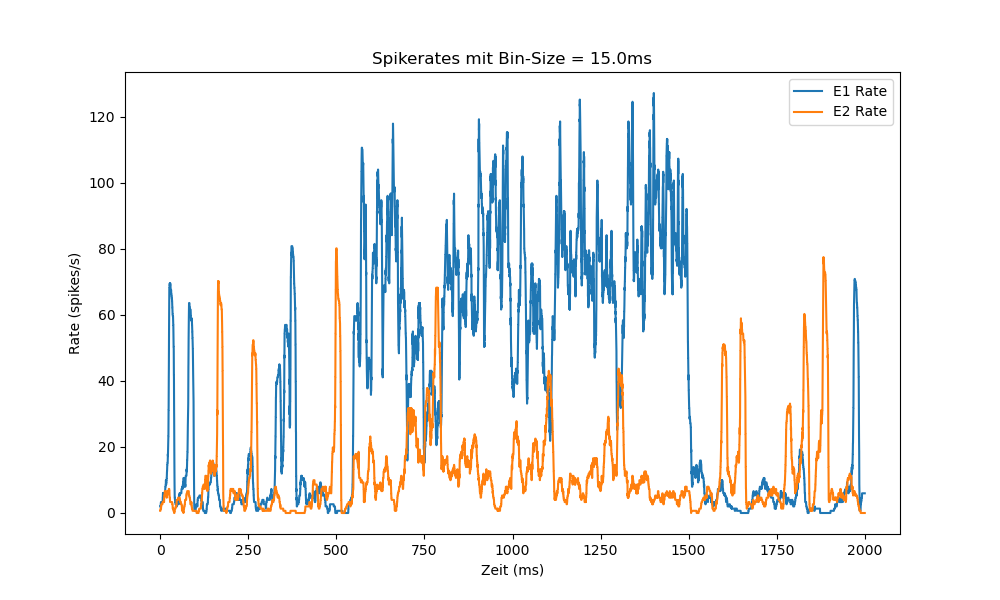 Spikerates mit Bin-Size = 15.0ms
E1 Rate
E2 Rate
120
100
80
60
40
20
0
Rate (spikes/s)
0 250 500 750 1000 1250 1500 1750 2000
Zeit (ms)